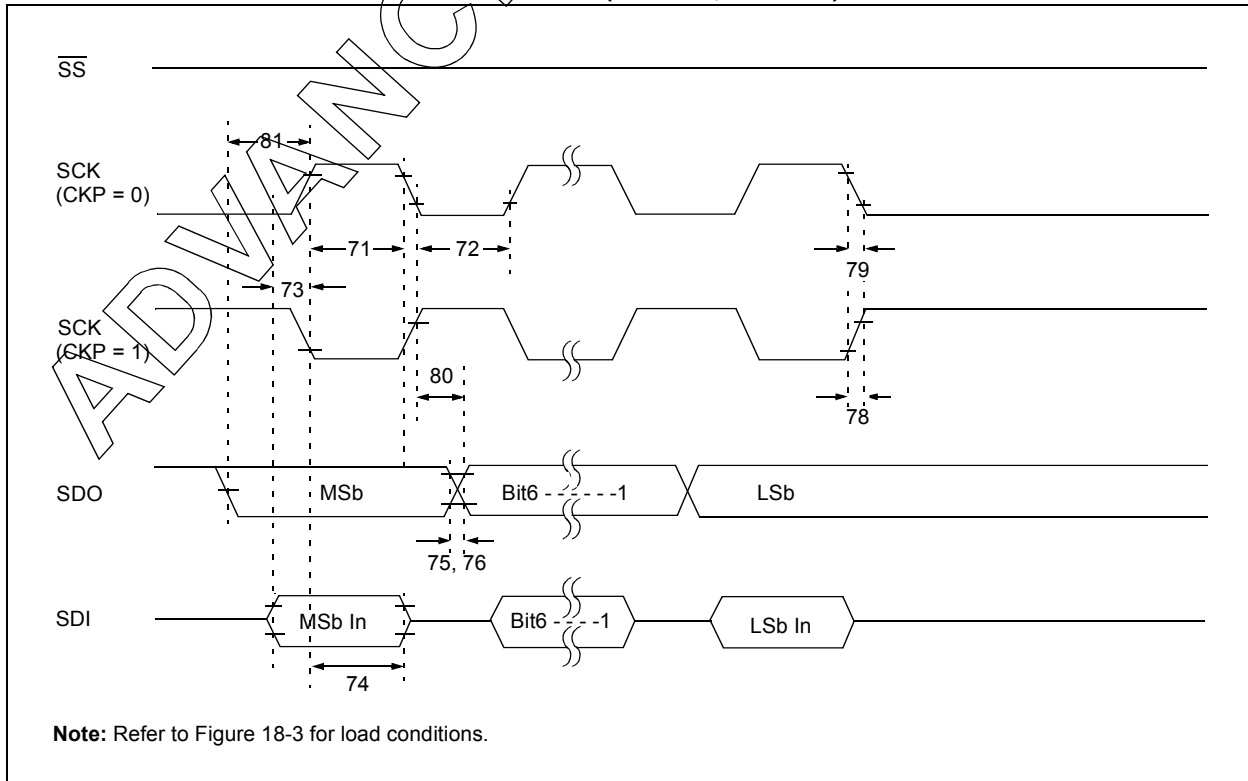 ADVANC
SS
81
SCK
(CKP = 0)
71
72
79
73
SCK
(CKP = 1)
80
78
SDO
MSb
Bit6 - - - - - -1
LSb
75, 76
SDI
MSb In
Bit6 - - - -1
LSb In
74
Note: Refer to Figure 18-3 for load conditions.